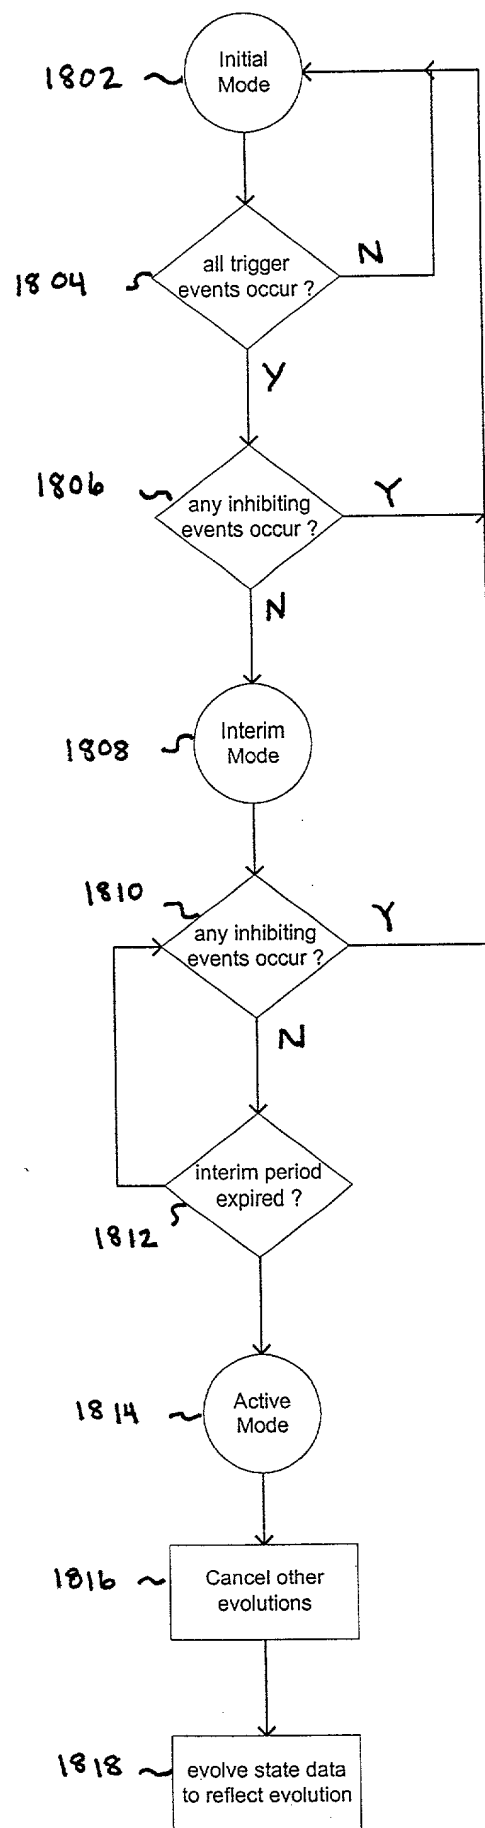 Initial
Mode
1802
all trigger
events occur ?
N
1804
Y
1806
any inhibiting
events occur ?
Y
N
Interim
Mode
1808
1810
any inhibiting
events occur ?
Y
N
interim period
expired ?
1812
Active
Mode
1814
1816
Cancel other
evolutions
1818
evolve state data
to reflect evolution